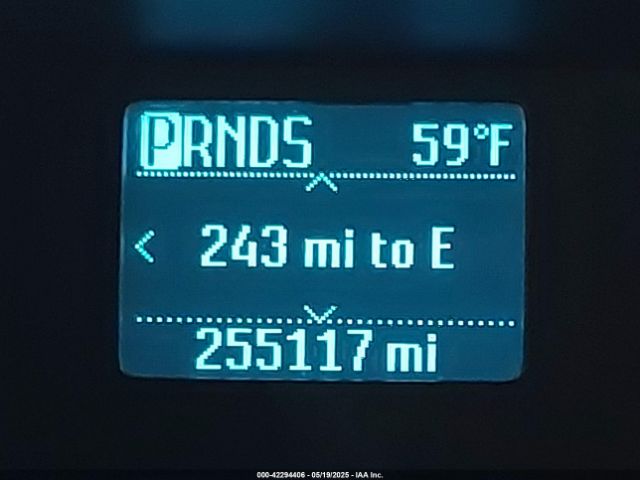 PRNDS 59°F
243 mi to E
255117 mi
000-42294406 - 05/19/2025 - IAA Inc.